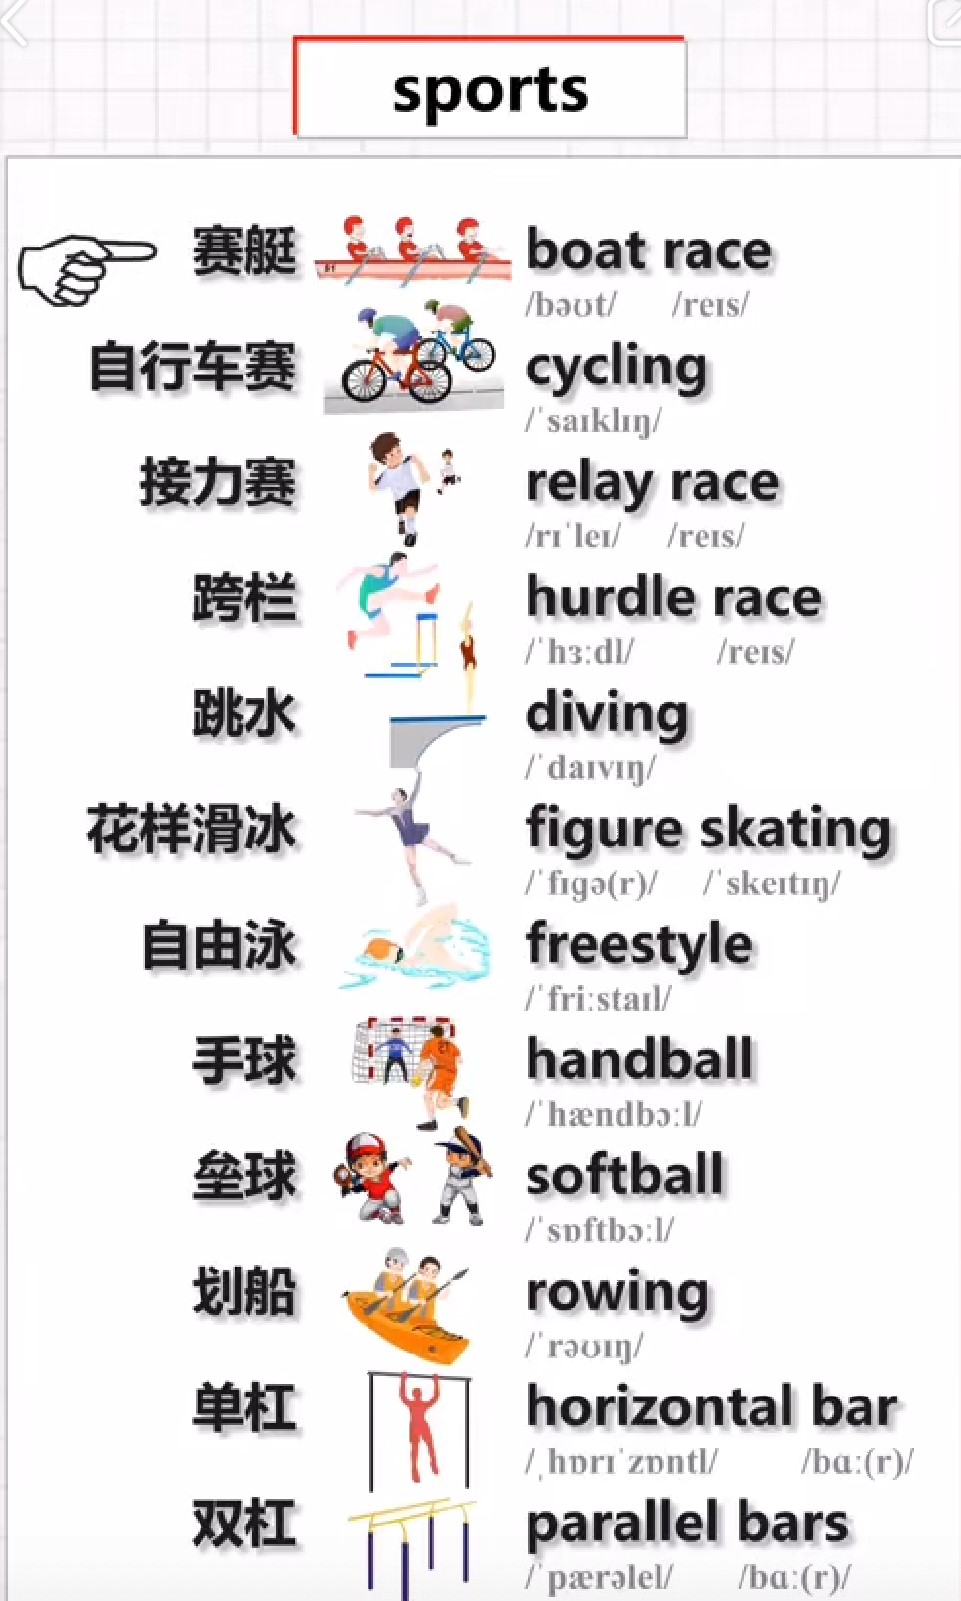 sports
赛艇 boat race
/bəʊt/ /reɪs/
自行车赛 cycling
/ˈsaɪklɪŋ/
接力赛 relay race
/rɪˈleɪ/ /reɪs/
跨栏 hurdle race
/ˈhɜːdl/ /reɪs/
跳水 diving
/ˈdaɪvɪŋ/
花样滑冰 figure skating
/ˈfɪɡə(r)/ /ˈskeɪtɪŋ/
自由泳 freestyle
/ˈfriːstaɪl/
手球 handball
/ˈhændbɔːl/
垒球 softball
/ˈsɒftbɔːl/
划船 rowing
/ˈrəʊɪŋ/
单杠 horizontal bar
/ˌhɒrɪˈzɒntl/ /bɑː(r)/
双杠 parallel bars
/ˈpærəlel/ /bɑː(r)/